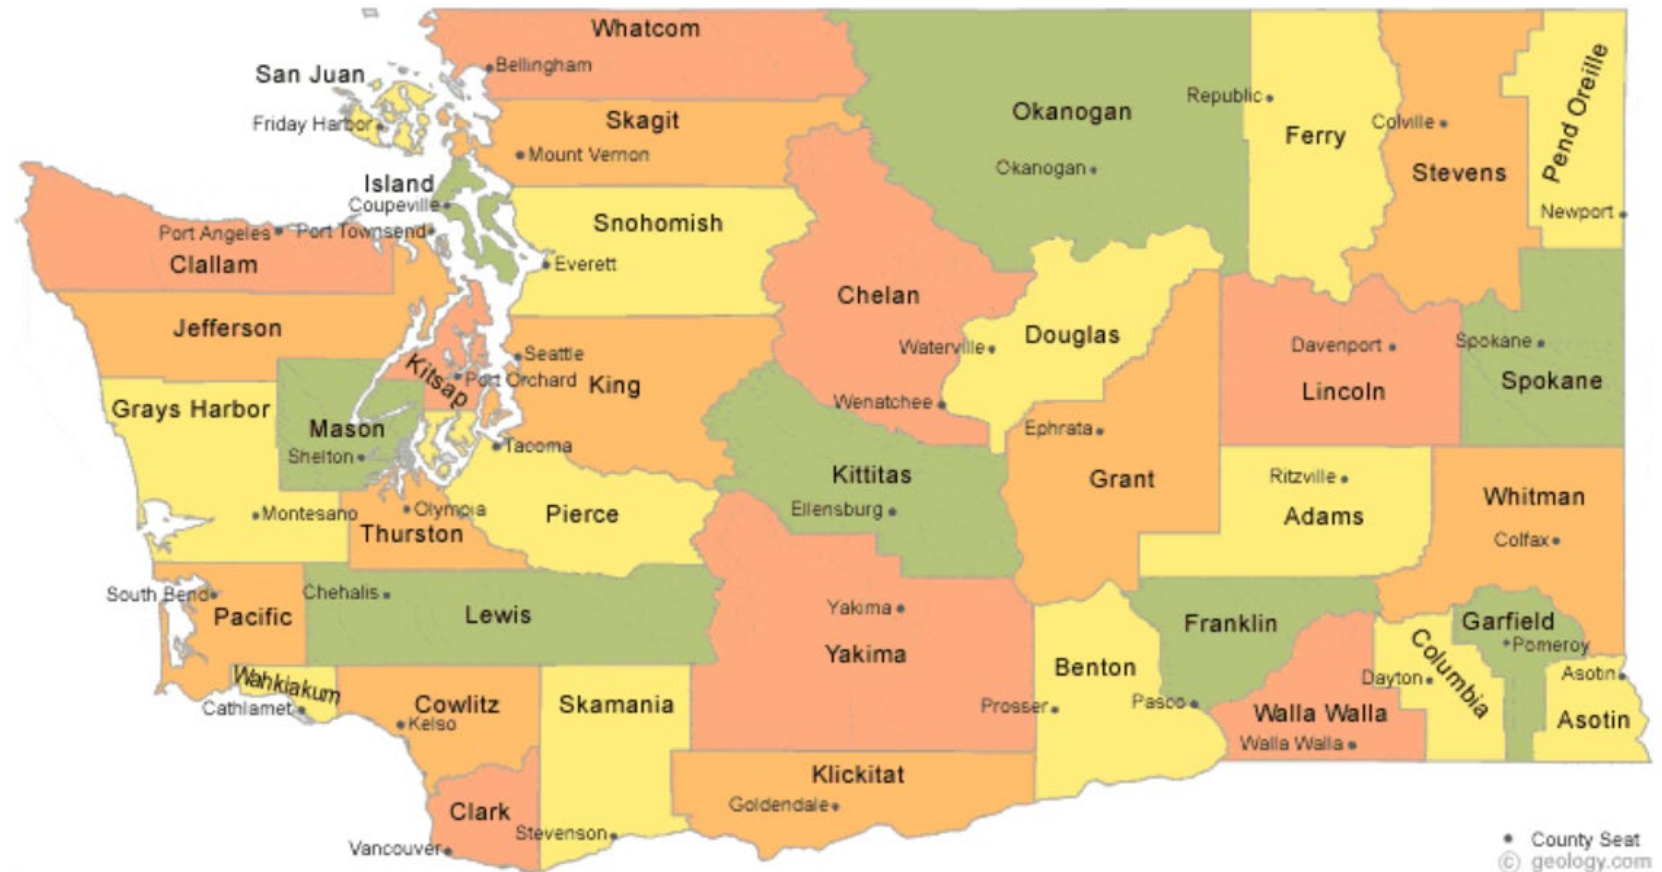 Whatcom
Bellingham
San Juan
Friday Harbor
Skagit
Mount Vernon
Okanogan
Okanogan
Republic
Ferry
Colville
Stevens
Pend Oreille
Newport
Island
Coupeville
Port Angeles
Port Townsend
Clallam
Snohomish
Everett
Chelan
Waterville
Douglas
Wenatchee
Jefferson
Kitsap
Port Orchard
Seattle
King
Davenport
Lincoln
Spokane
Spokane
Grays Harbor
Mason
Shelton
Tacoma
Montesano
Olympia
Thurston
Pierce
Kittitas
Ellensburg
Ephrata
Grant
Ritzville
Adams
Whitman
Colfax
South Bend
Pacific
Chehalis
Lewis
Yakima
Yakima
Franklin
Garfield
Pomeroy
Wahkiakum
Cathlamet
Cowlitz
Kelso
Skamania
Benton
Prosser
Pasco
Walla Walla
Walla Walla
Dayton
Columbia
Asotin
Asotin
Clark
Vancouver
Stevenson
Klickitat
Goldendale
County Seat
© geology.com